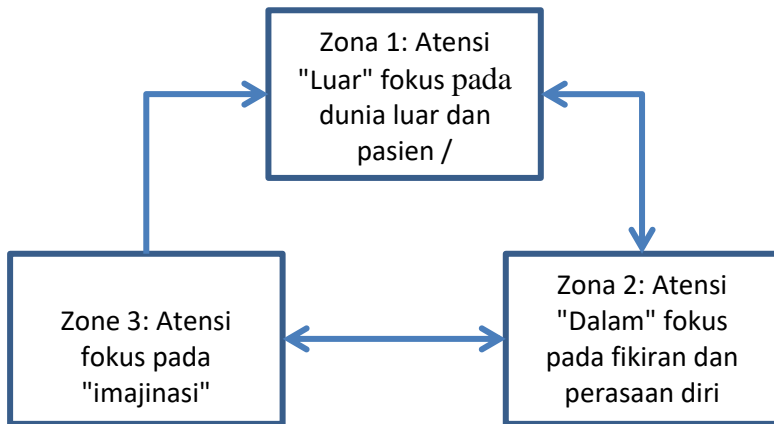 Zona 1: Atensi
"Luar" fokus pada
dunia luar dan
pasien /
Zone 3: Atensi
fokus pada
"imajinasi"
Zona 2: Atensi
"Dalam" fokus
pada fikiran dan
perasaan diri